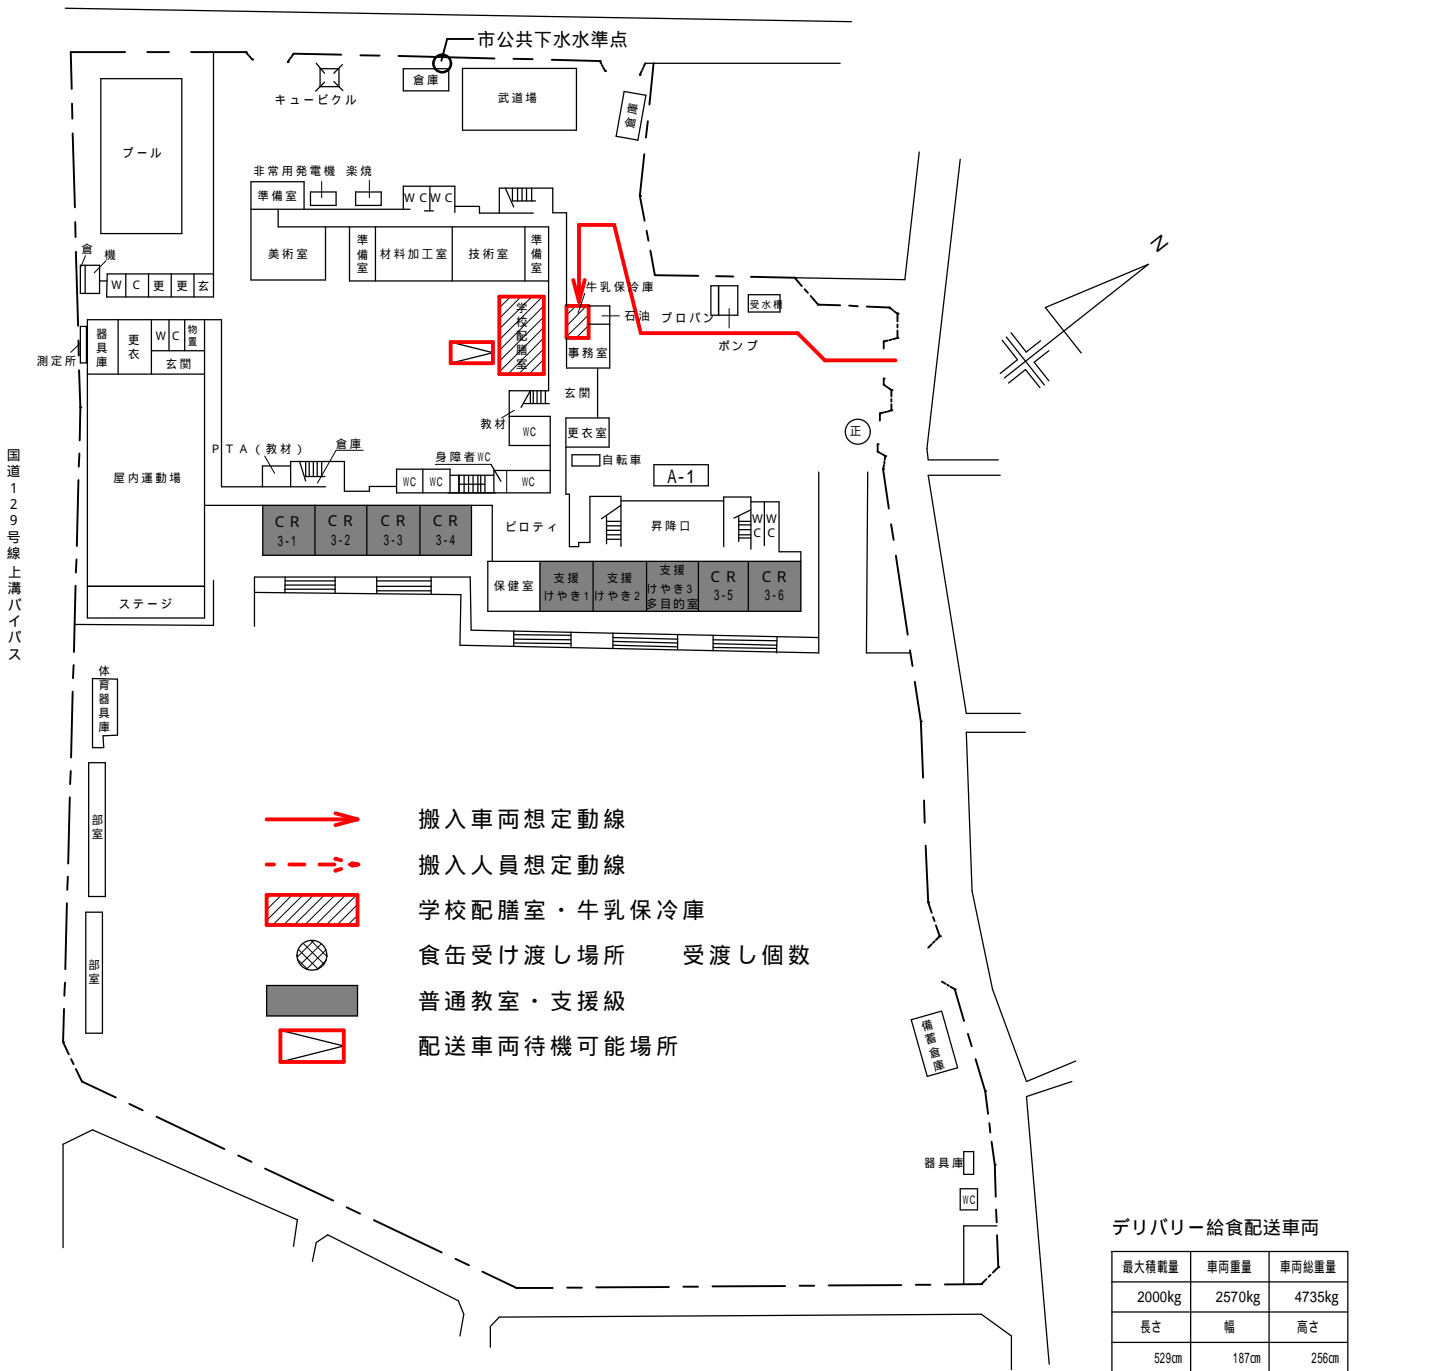 市公共下水水準点
倉庫
キュービクル
武道場
倉庫
プール
非常用発電機
楽焼
準備室
WC
WC
美術室
準備室
材料加工室
技術室
準備室
倉
機
W
C
更
更
玄
牛乳保冷庫
石油
プロパン
受水槽
ポンプ
学校配膳室
事務室
玄関
更衣室
自転車
測定所
器具庫
更衣
W
C
物置
玄関
正
教材
WC
PTA(教材)
倉庫
身障者WC
WC
WC
WC
A-1
屋内運動場
ピロティ
昇降口
WC
WC
CR
3-1
CR
3-2
CR
3-3
CR
3-4
保健室
支援
けやき1
支援
けやき2
支援
けやき3
多目的室
CR
3-5
CR
3-6
ステージ
国道129号線上溝バイパス
N
体育器具庫
部室
部室
搬入車両想定動線
搬入人員想定動線
学校配膳室・牛乳保冷庫
食缶受け渡し場所 受渡し個数
普通教室・支援級
配送車両待機可能場所
備蓄倉庫
器具庫
WC
デリバリー給食配送車両
最大積載量 車両重量 車両総重量
2000kg 2570kg 4735kg
長さ 幅 高さ
529cm 187cm 256cm